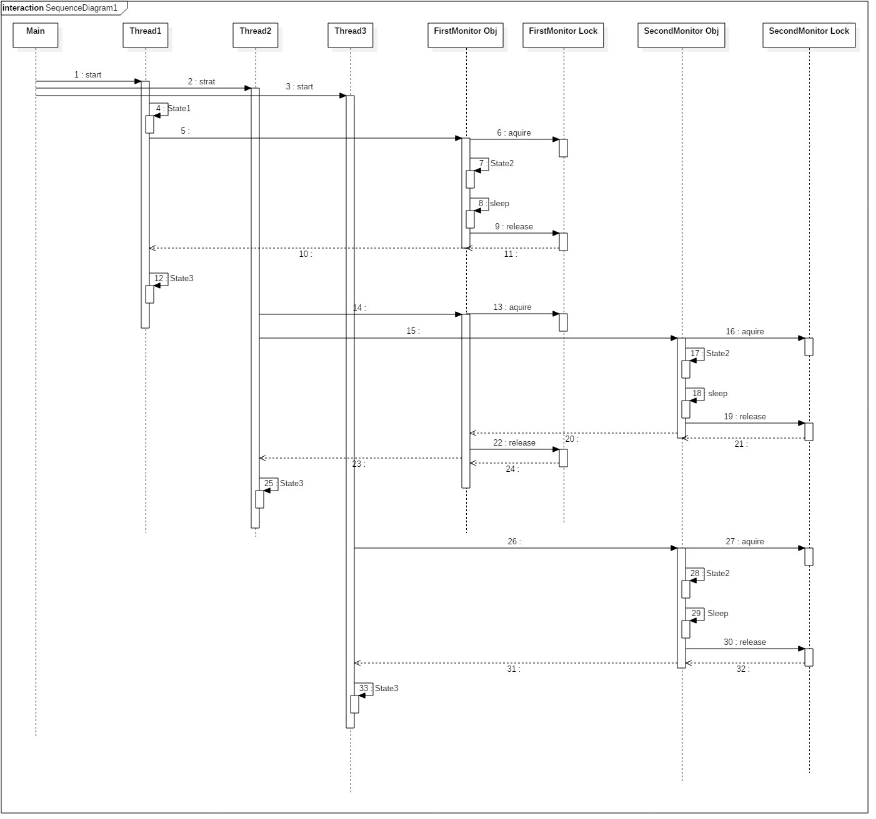 interaction SequenceDiagram1
Main
Thread1
Thread2
Thread3
FirstMonitor Obj
FirstMonitor Lock
SecondMonitor Obj
SecondMonitor Lock
1 : start
2 : strat
3 : start
4 : State1
5 :
6 : aquire
7 : State2
8 : sleep
9 : release
10 :
11 :
12 : State3
13 : aquire
14 :
15 :
16 : aquire
17 : State2
18 : sleep
19 : release
20 :
21 :
22 : release
23 :
24 :
25 : State3
26 :
27 : aquire
28 : State2
29 : Sleep
30 : release
31 :
32 :
33 : State3